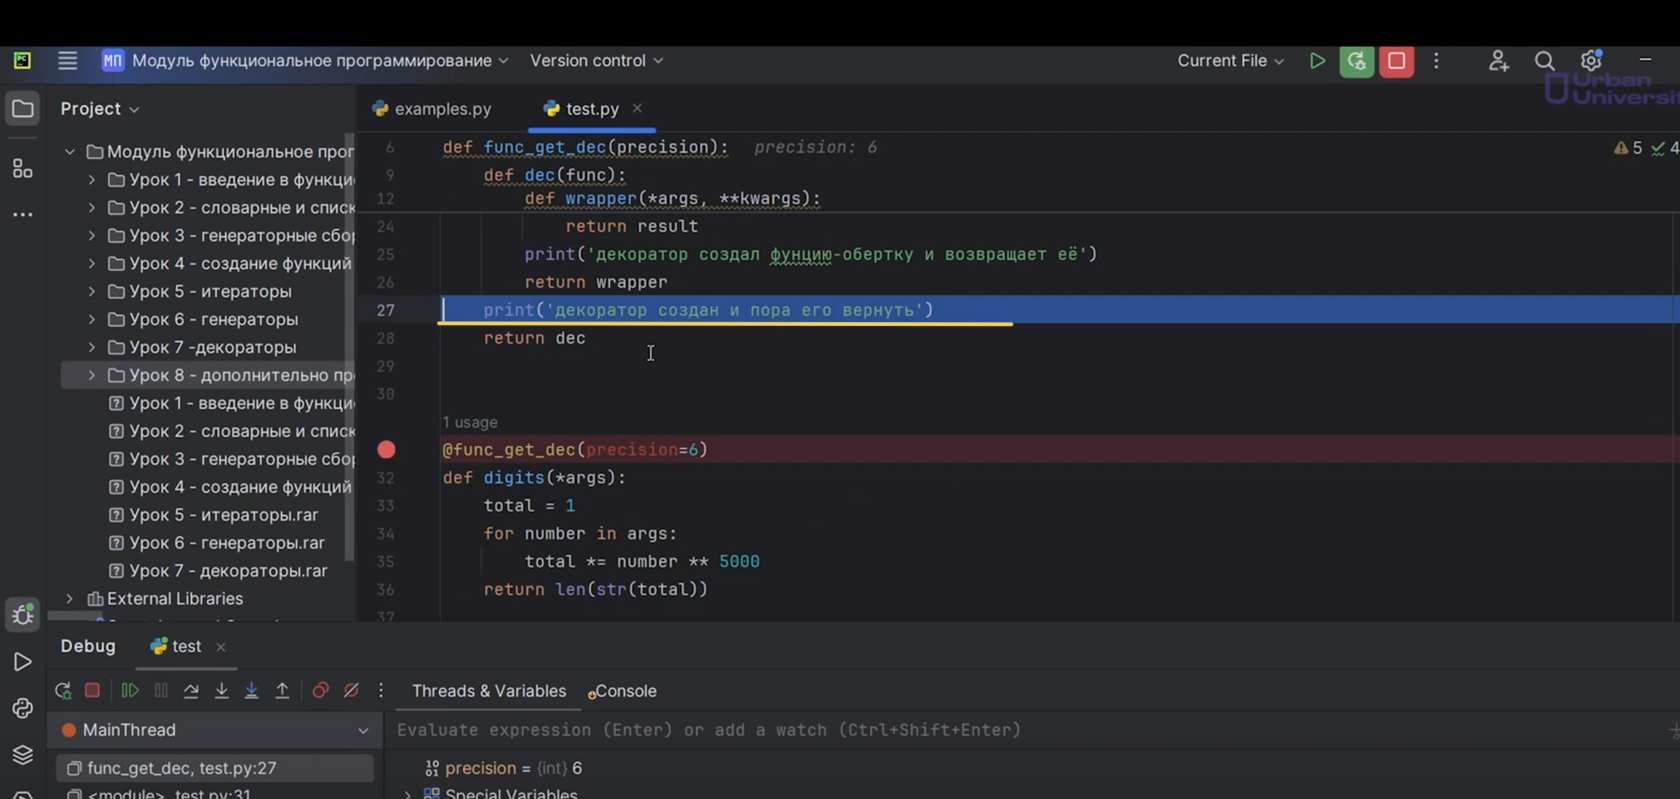 PC
МП Модуль функциональное программирование Version control Current File
Urban
Universit
Project examples.py test.py
6 def func_get_dec(precision): precision: 6 5 4
9 def dec(func):
12 def wrapper(*args, **kwargs):
24 return result
25 print('декоратор создал фунцию-обертку и возвращает её')
26 return wrapper
27 print('декоратор создан и пора его вернуть')
28 return dec
29
30
1 usage
@func_get_dec(precision=6)
32 def digits(*args):
33 total = 1
34 for number in args:
35 total *= number ** 5000
36 return len(str(total))
37
Модуль функциональное прог
Урок 1 - введение в функци
Урок 2 - словарные и списк
Урок 3 - генераторные сбо
Урок 4 - создание функций
Урок 5 - итераторы
Урок 6 - генераторы
Урок 7 -декораторы
Урок 8 - дополнительно пр
Урок 1 - введение в функци
Урок 2 - словарные и списк
Урок 3 - генераторные сбо
Урок 4 - создание функций
Урок 5 - итераторы.rar
Урок 6 - генераторы.rar
Урок 7 - декораторы.rar
External Libraries
Debug test
Threads & Variables Console
MainThread
Evaluate expression (Enter) or add a watch (Ctrl+Shift+Enter)
func_get_dec, test.py:27
<module>, test.py:31
precision = {int} 6
Special Variables